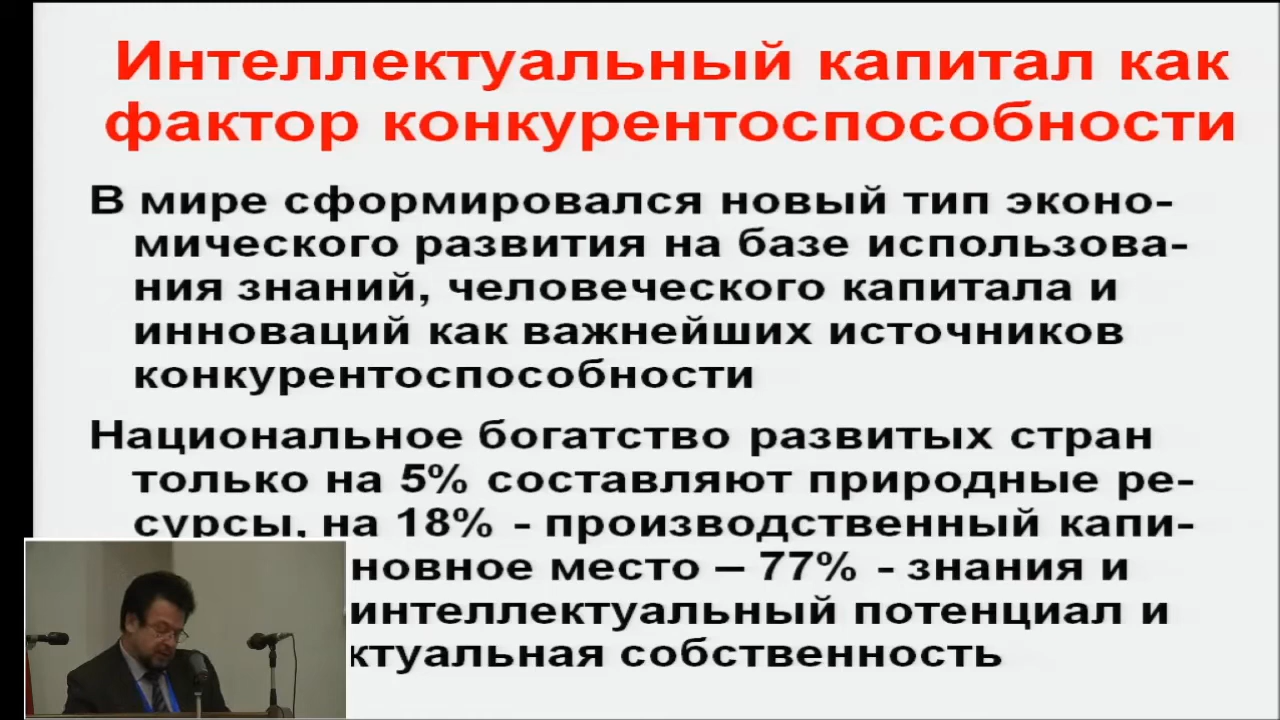 Интеллектуальный капитал как
фактор конкурентоспособности
В мире сформировался новый тип эконо-
мического развития на базе использова-
ния знаний, человеческого капитала и
инноваций как важнейших источников
конкурентоспособности
Национальное богатство развитых стран
только на 5% составляют природные ре-
сурсы, на 18% - производственный капи-
новное место – 77% - знания и
интеллектуальный потенциал и
ктуальная собственность